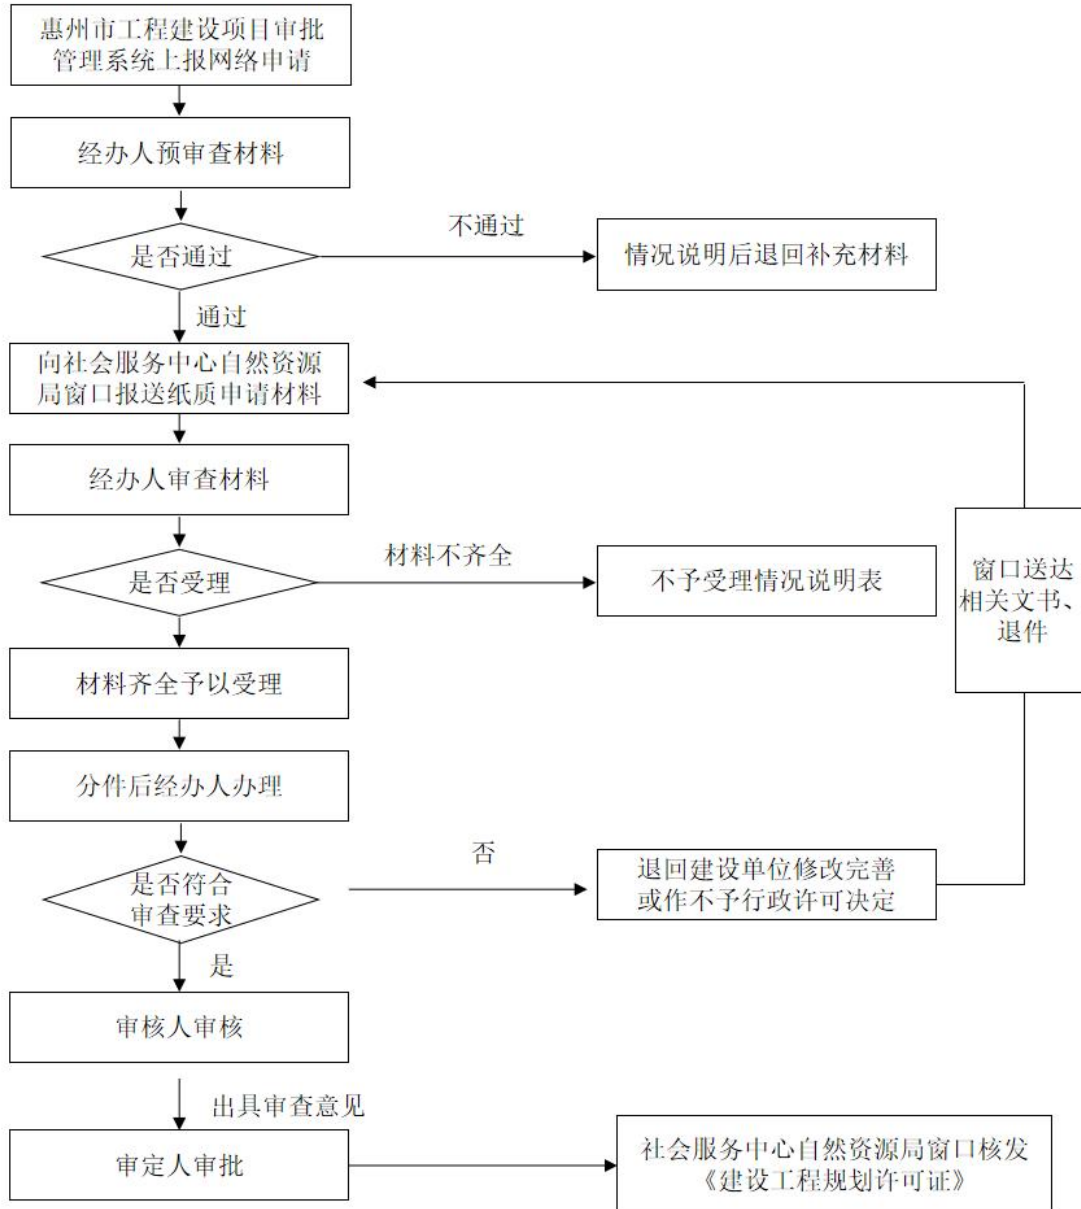 惠州市工程建设项目审批
管理系统上报网络申请
经办人预审查材料
是否通过
不通过
情况说明后退回补充材料
通过
向社会服务中心自然资源
局窗口报送纸质申请材料
经办人审查材料
是否受理
材料不齐全
不予受理情况说明表
窗口送达
相关文书、
退件
材料齐全予以受理
分件后经办人办理
是否符合
审查要求
否
退回建设单位修改完善
或作不予行政许可决定
是
审核人审核
出具审查意见
审定人审批
社会服务中心自然资源局窗口核发
《建设工程规划许可证》